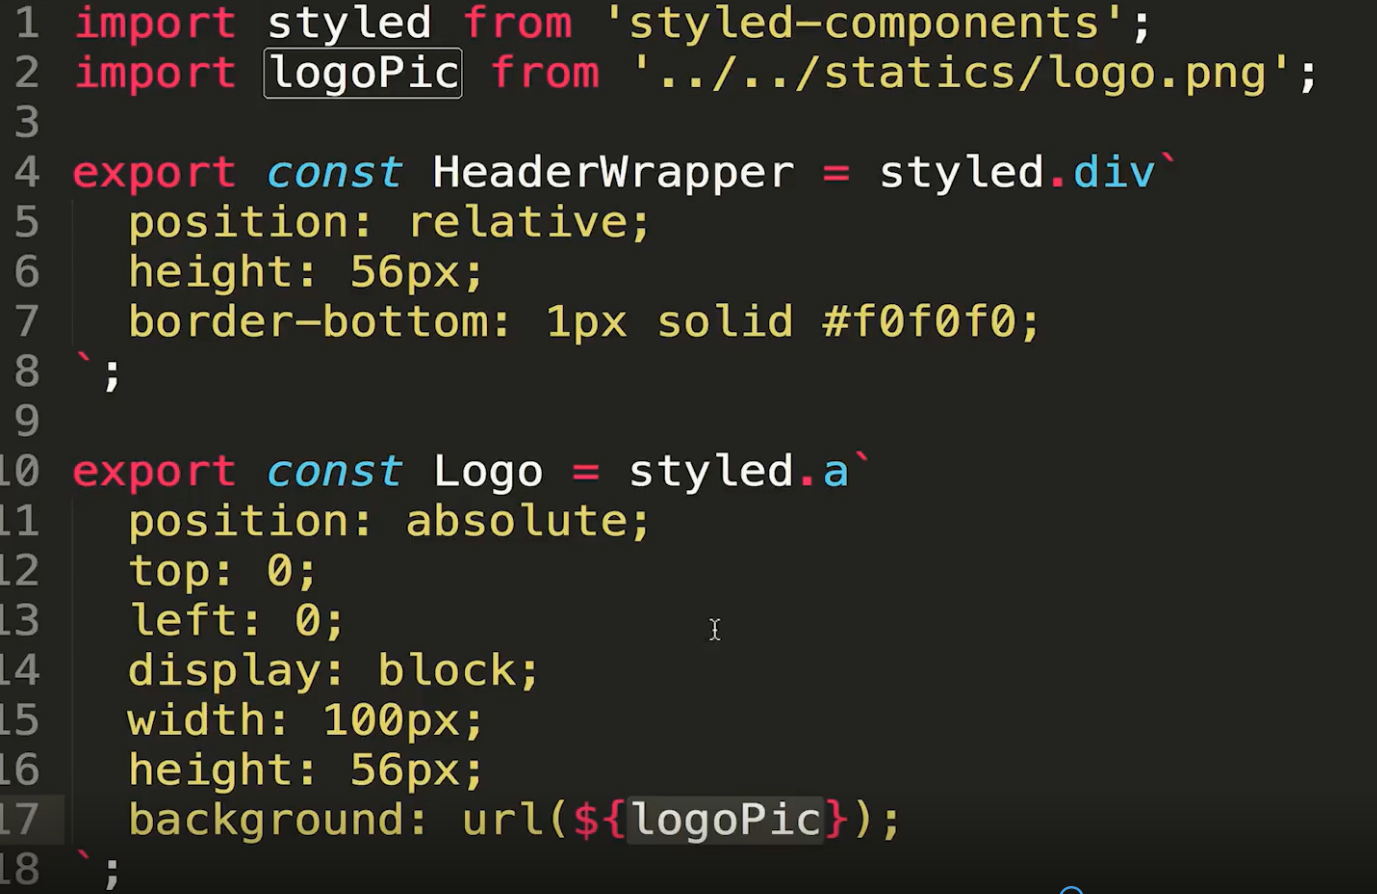 1 import styled from 'styled-components';
2 import logoPic from '../../statics/logo.png';
3
4 export const HeaderWrapper = styled.div`
5   position: relative;
6   height: 56px;
7   border-bottom: 1px solid #f0f0f0;
8 `;
9
10 export const Logo = styled.a`
11   position: absolute;
12   top: 0;
13   left: 0;
14   display: block;
15   width: 100px;
16   height: 56px;
17   background: url(${logoPic});
18 `;